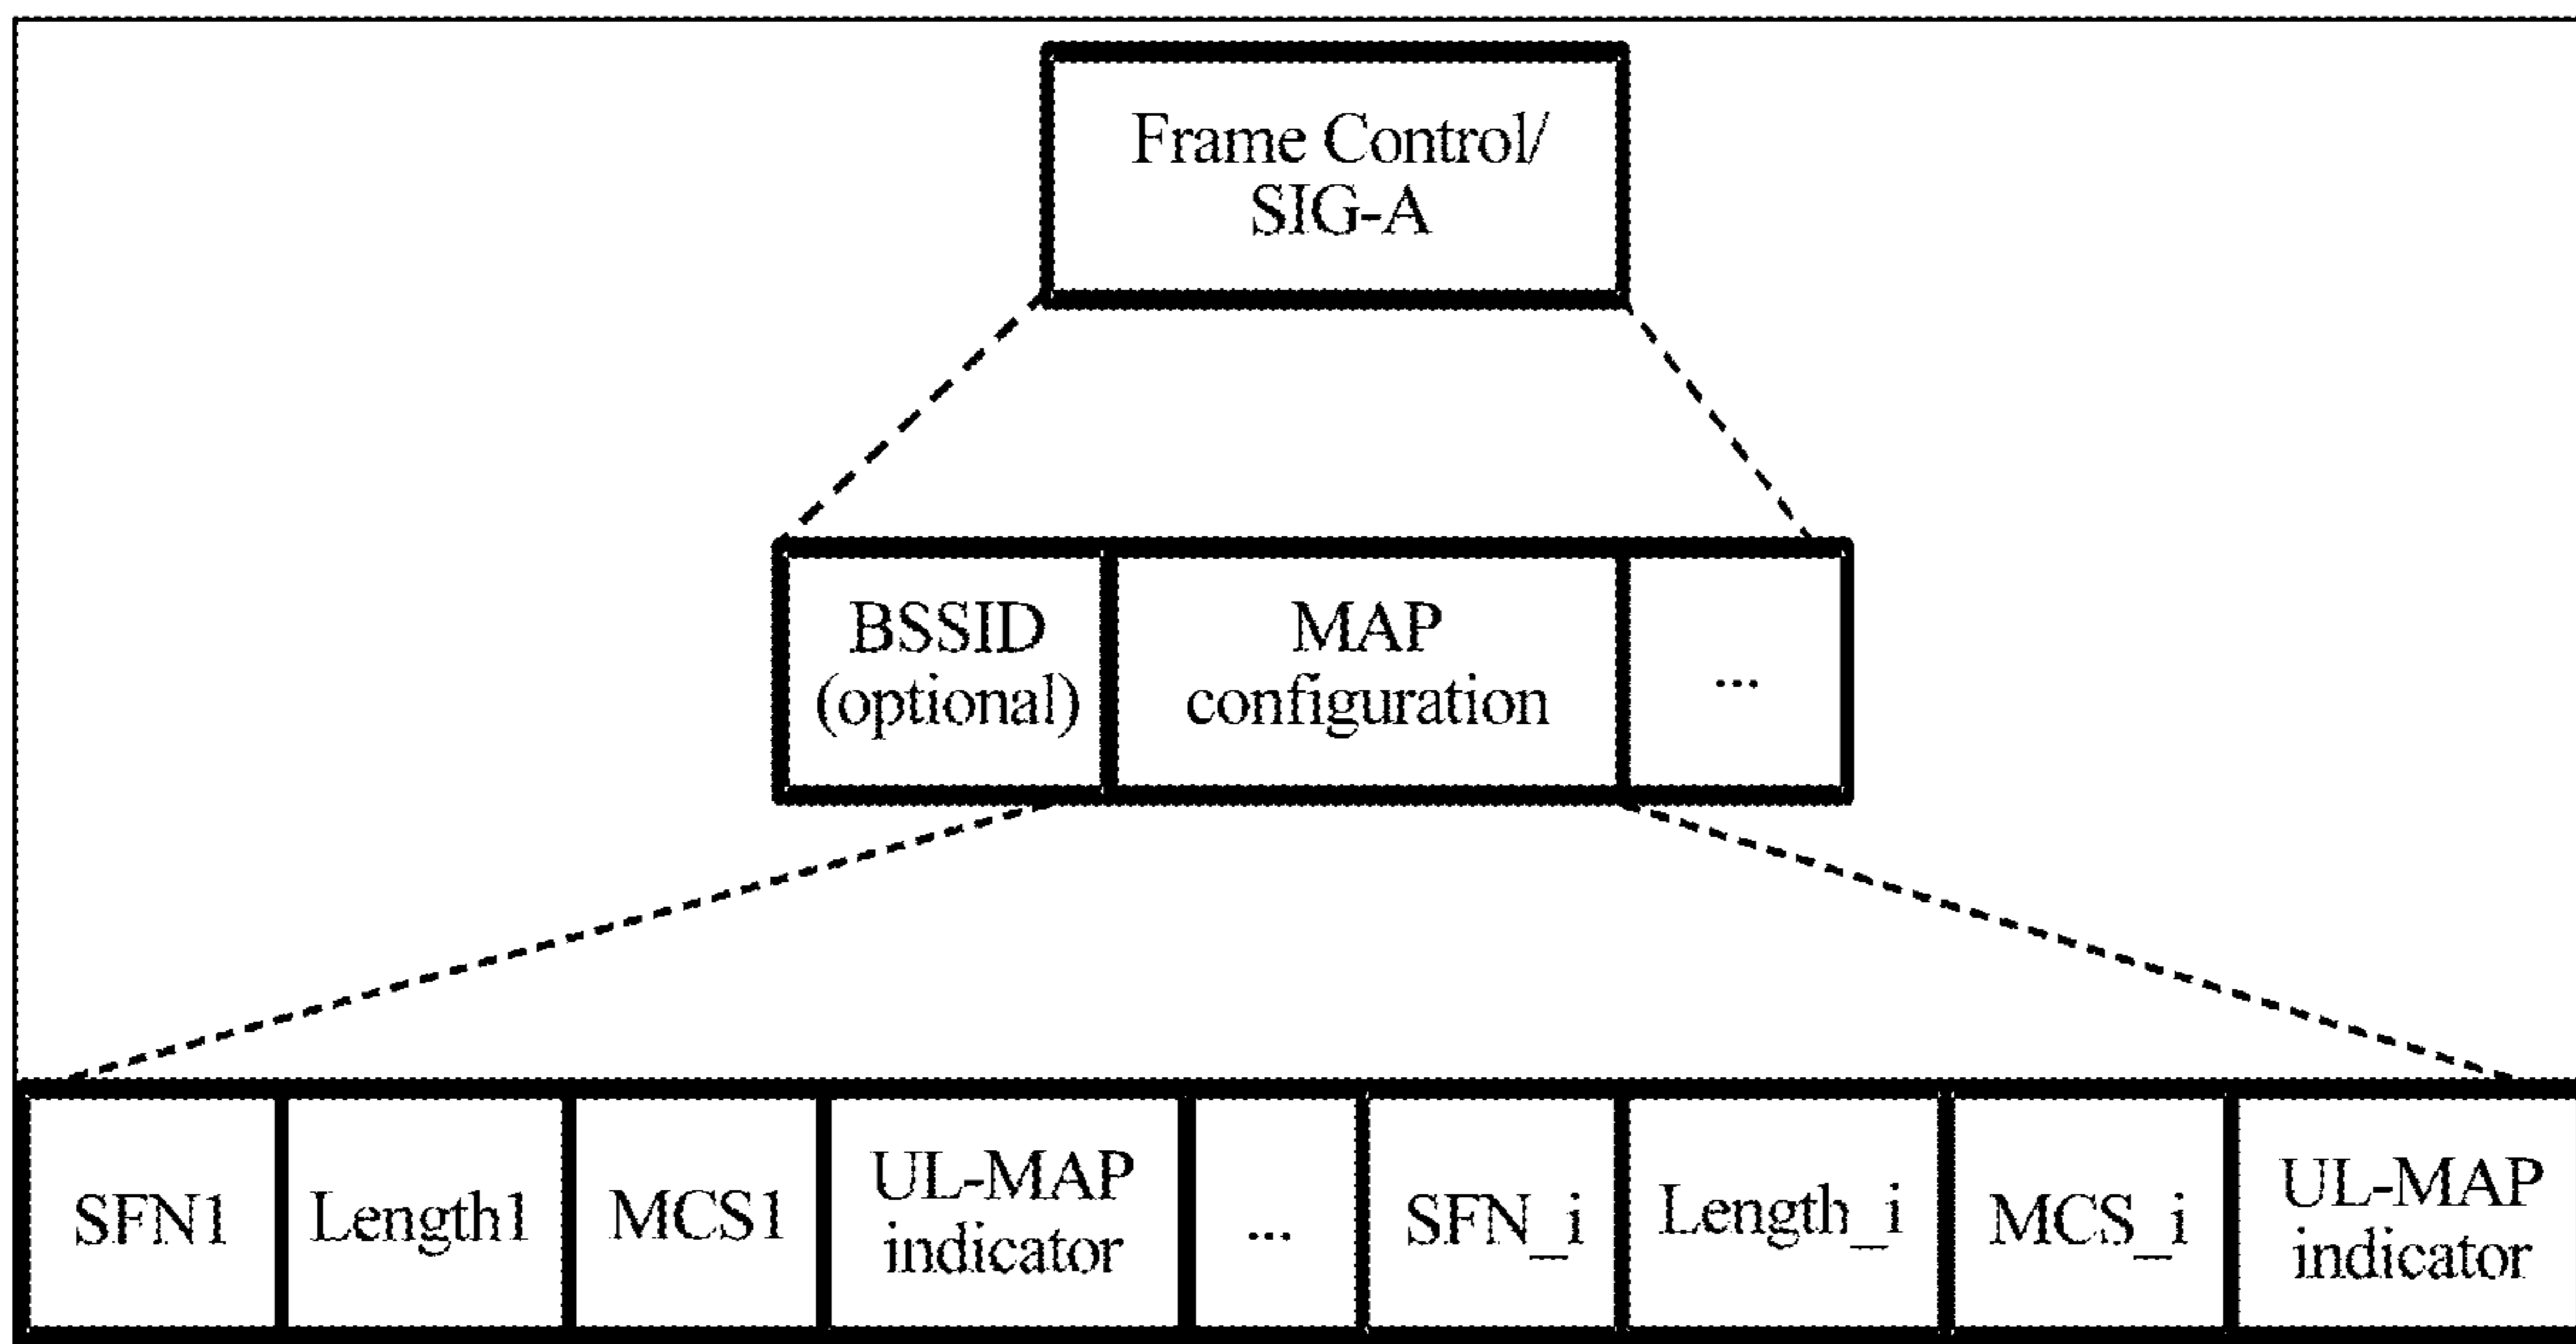 Frame Control/
SIG-A
BSSID
(optional)
MAP
configuration
...
SFN1
Length1
MCS1
UL-MAP
indicator
...
SFN_i
Length_i
MCS_i
UL-MAP
indicator